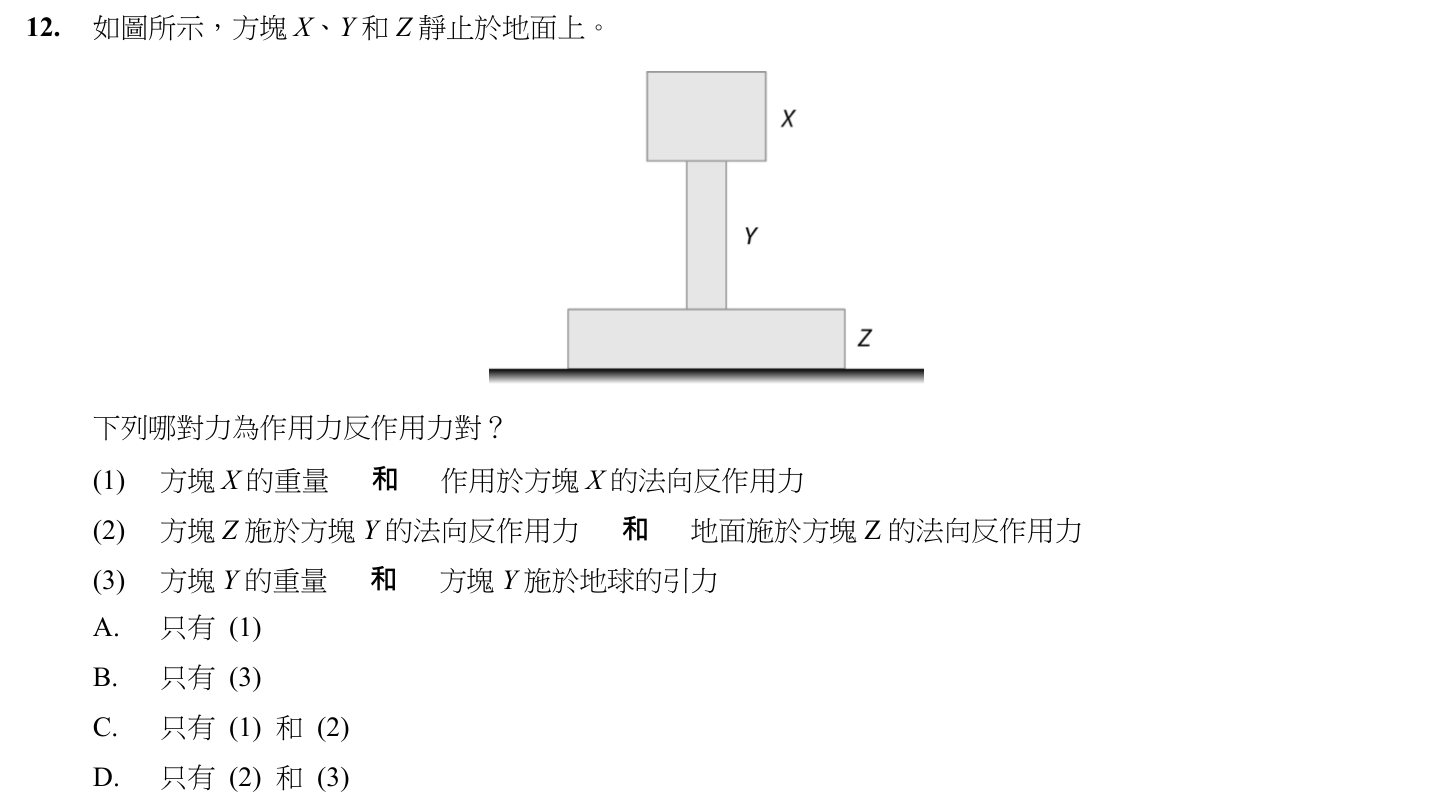 12. 如圖所示，方塊 X、Y 和 Z 靜止於地面上。
X
Y
Z
下列哪對力為作用力反作用力對？
(1) 方塊 X 的重量 和 作用於方塊 X 的法向反作用力
(2) 方塊 Z 施於方塊 Y 的法向反作用力 和 地面施於方塊 Z 的法向反作用力
(3) 方塊 Y 的重量 和 方塊 Y 施於地球的引力
A. 只有 (1)
B. 只有 (3)
C. 只有 (1) 和 (2)
D. 只有 (2) 和 (3)